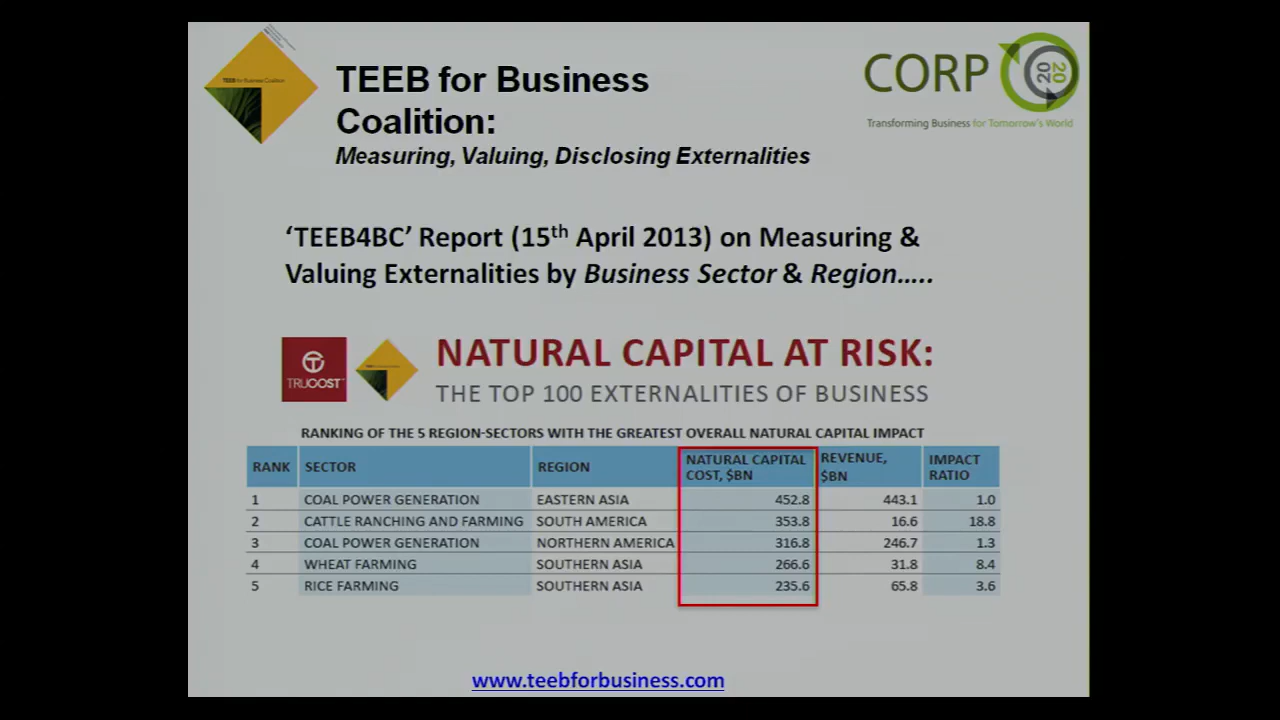 TEEB for Business Coalition
TEEB for Business
Coalition:
Measuring, Valuing, Disclosing Externalities
CORP 2020
Transforming Business for Tomorrow's World
‘TEEB4BC’ Report (15th April 2013) on Measuring &
Valuing Externalities by Business Sector & Region…..
TRUCOST
NATURAL CAPITAL AT RISK:
THE TOP 100 EXTERNALITIES OF BUSINESS
RANKING OF THE 5 REGION-SECTORS WITH THE GREATEST OVERALL NATURAL CAPITAL IMPACT
RANK SECTOR REGION NATURAL CAPITAL COST, $BN REVENUE, $BN IMPACT RATIO
1 COAL POWER GENERATION EASTERN ASIA 452.8 443.1 1.0
2 CATTLE RANCHING AND FARMING SOUTH AMERICA 353.8 16.6 18.8
3 COAL POWER GENERATION NORTHERN AMERICA 316.8 246.7 1.3
4 WHEAT FARMING SOUTHERN ASIA 266.6 31.8 8.4
5 RICE FARMING SOUTHERN ASIA 235.6 65.8 3.6
www.teebforbusiness.com